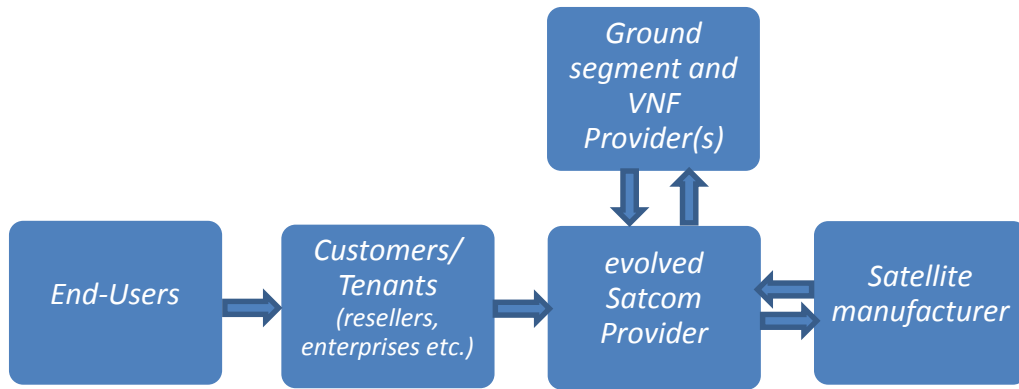 Ground
segment and
VNF
Provider(s)
End-Users
Customers/
Tenants
(resellers,
enterprises etc.)
evolved
Satcom
Provider
Satellite
manufacturer